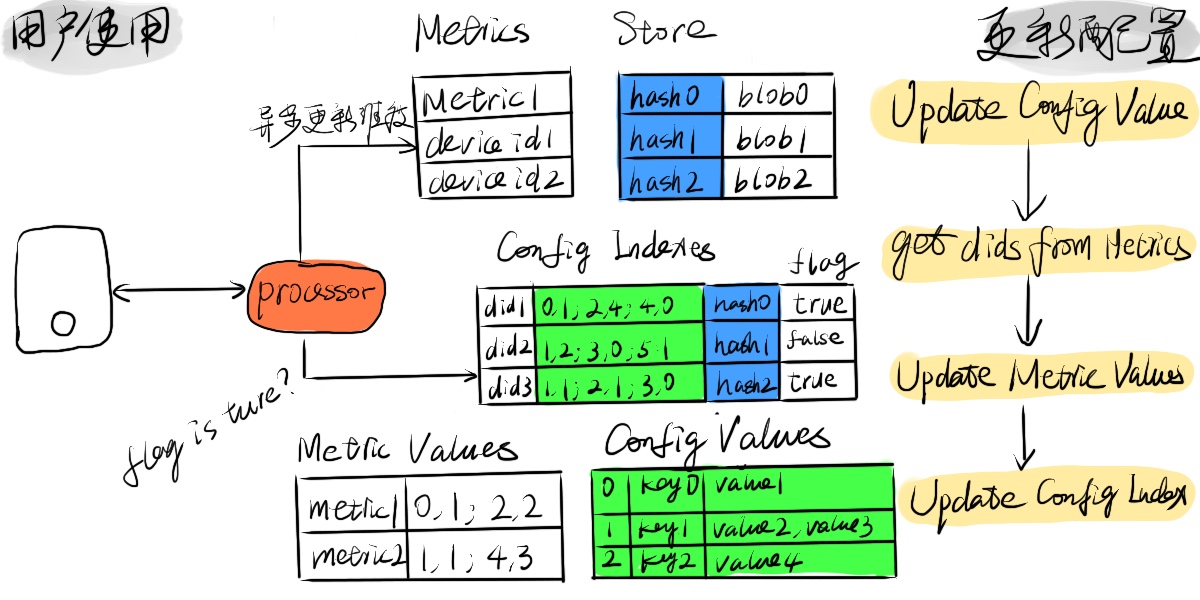 用户使用
Metrics
Store
更新配置
异步更新维护
Metric1
deviceid1
deviceid2
hash0 blob0
hash1 blob1
hash2 blob2
Update Config Value
get dids from Metrics
Update Metric Values
Update Config Index
processor
flag is ture?
Config Indexes
flag
did1 0,1; 2,4; 4,0 hash0 true
did2 1,2; 3,0; 5 1 hash1 false
did3 1,1; 2,1; 3,0 hash2 true
Metric Values
metric1 0,1; 2,2
metric2 1,1; 4,3
Config Values
0 key0 value1
1 key1 value2, value3
2 key2 value4